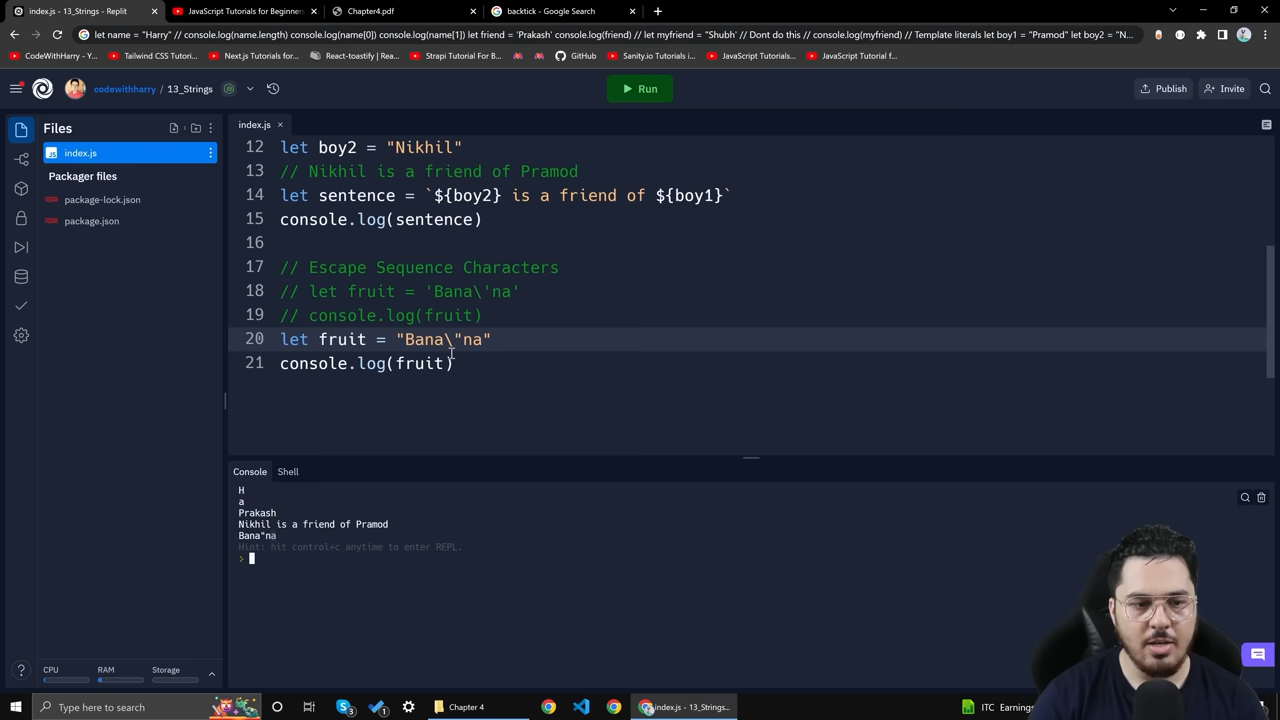 index.js - 13_Strings - Replit
JavaScript Tutorials for Beginner
Chapter4.pdf
backtick - Google Search
let name = "Harry" // console.log(name.length) console.log(name[0]) console.log(name[1]) let friend = 'Prakash' console.log(friend) // let myfriend = "Shubh' // Dont do this // console.log(myfriend) // Template literals let boy1 = "Pramod" let boy2 = "N...
CodeWithHarry - Y...
Tailwind CSS Tutori...
Next.js Tutorials for...
React-toastify | Rea...
Strapi Tutorial For B...
GitHub
Sanity.io Tutorials i...
JavaScript Tutorials...
JavaScript Tutorial f...
codewithharry / 13_Strings
Run
Publish
Invite
Files
index.js
Packager files
package-lock.json
package.json
index.js
12 let boy2 = "Nikhil"
13 // Nikhil is a friend of Pramod
14 let sentence = `${boy2} is a friend of ${boy1}`
15 console.log(sentence)
16
17 // Escape Sequence Characters
18 // let fruit = 'Bana\'na'
19 // console.log(fruit)
20 let fruit = "Bana\"na"
21 console.log(fruit)
Console Shell
H
a
Prakash
Nikhil is a friend of Pramod
Bana"na
Hint: hit control+c anytime to enter REPL.
>
CPU RAM Storage
Type here to search
Chapter 4
index.js - 13_Strings...
ITC Earnings